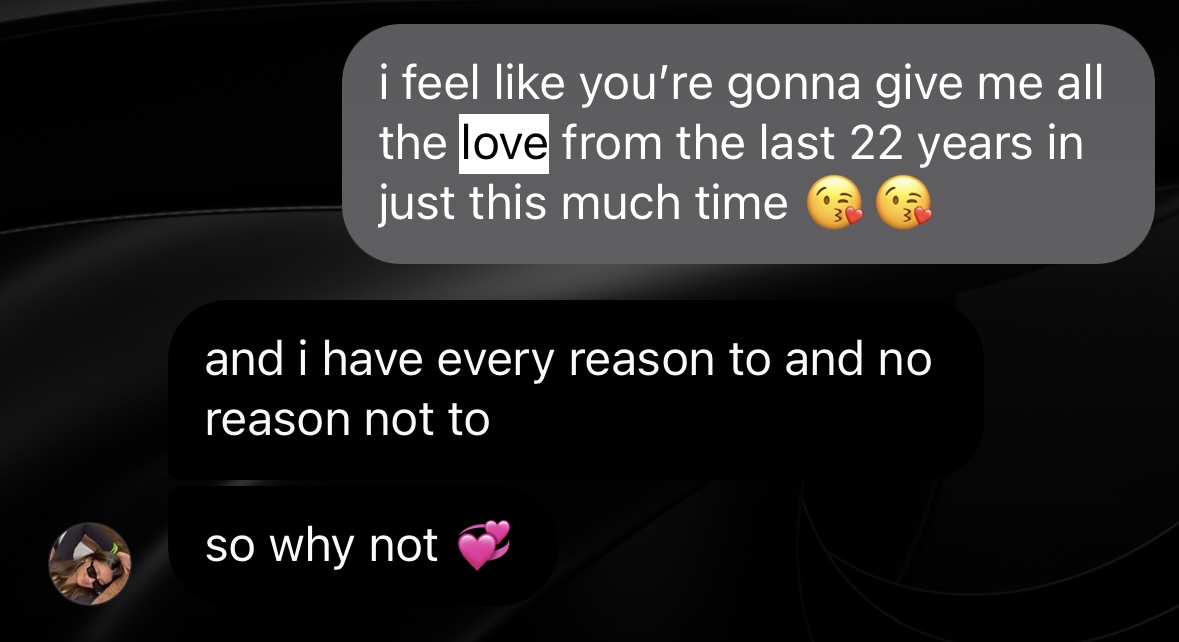 i feel like you’re gonna give me all
the love from the last 22 years in
just this much time 😘 😘
and i have every reason to and no
reason not to
so why not 💞